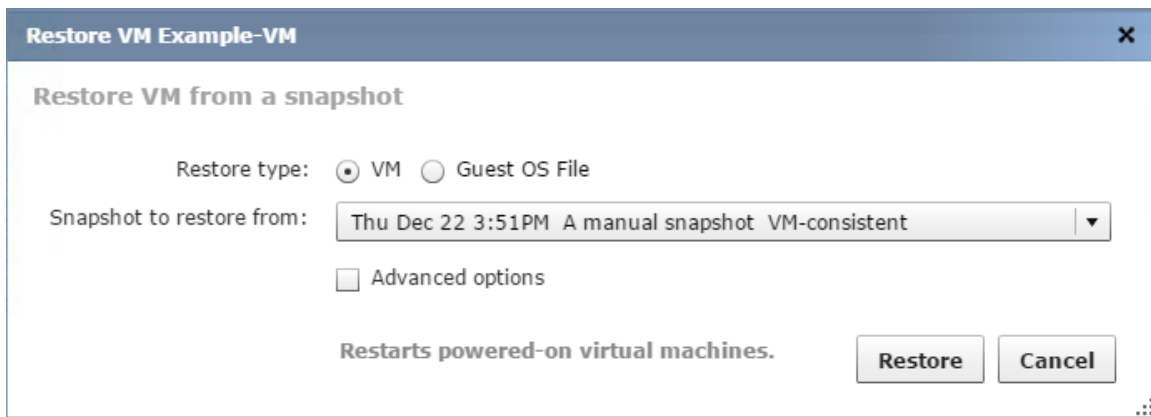 Restore VM Example-VM
Restore VM from a snapshot
Restore type: VM Guest OS File
Snapshot to restore from: Thu Dec 22 3:51PM A manual snapshot VM-consistent
Advanced options
Restarts powered-on virtual machines. Restore Cancel